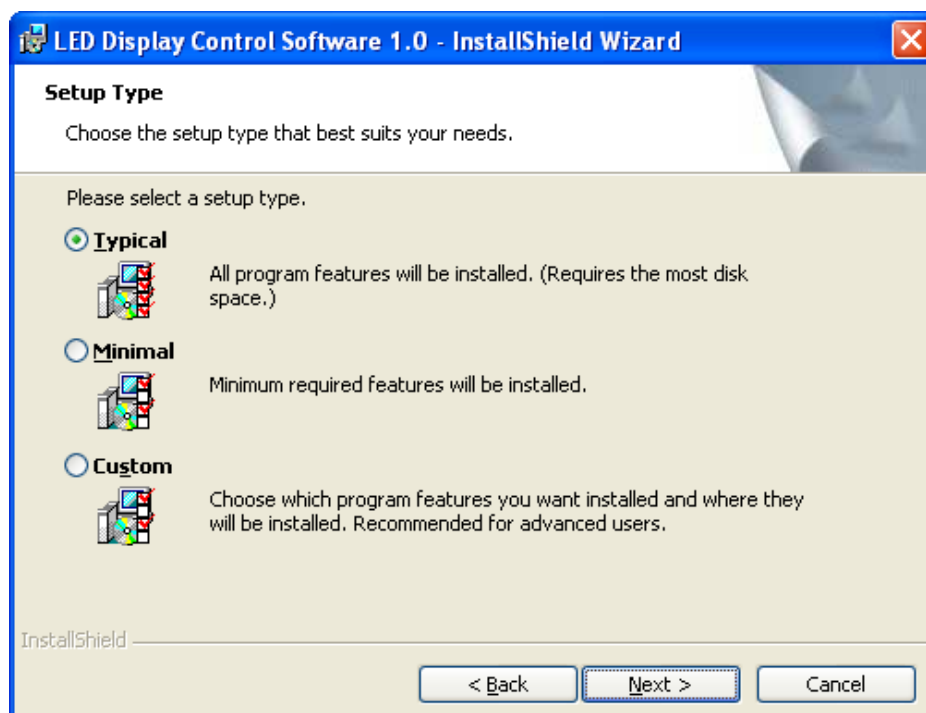 LED Display Control Software 1.0 - InstallShield Wizard
Setup Type
Choose the setup type that best suits your needs.
Please select a setup type.
Typical
All program features will be installed. (Requires the most disk
space.)
Minimal
Minimum required features will be installed.
Custom
Choose which program features you want installed and where they
will be installed. Recommended for advanced users.
InstallShield
< Back
Next >
Cancel